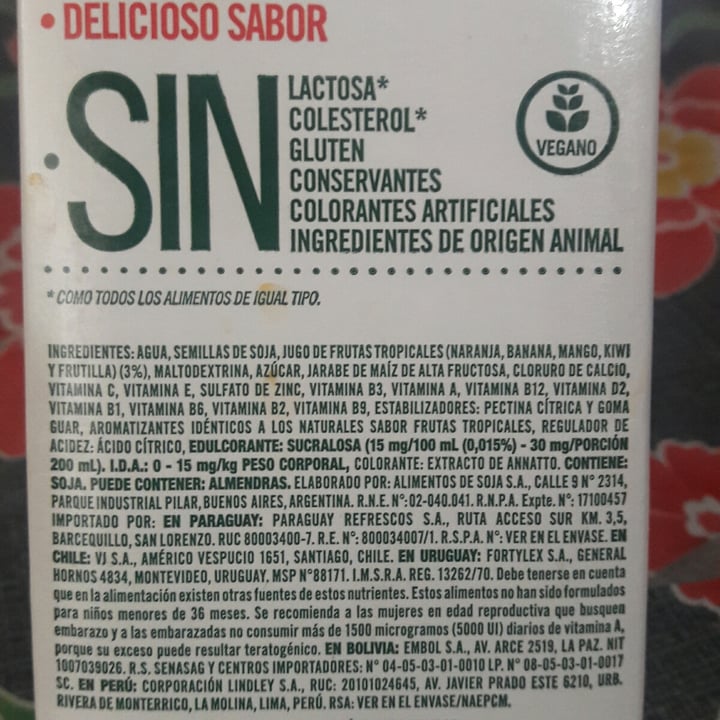 • DELICIOSO SABOR
• SIN
LACTOSA*
COLESTEROL*
GLUTEN
CONSERVANTES
COLORANTES ARTIFICIALES
INGREDIENTES DE ORIGEN ANIMAL
VEGANO
* COMO TODOS LOS ALIMENTOS DE IGUAL TIPO.
INGREDIENTES: AGUA, SEMILLAS DE SOJA, JUGO DE FRUTAS TROPICALES (NARANJA, BANANA, MANGO, KIWI
Y FRUTILLA) (3%), MALTODEXTRINA, AZÚCAR, JARABE DE MAÍZ DE ALTA FRUCTOSA, CLORURO DE CALCIO,
VITAMINA C, VITAMINA E, SULFATO DE ZINC, VITAMINA B3, VITAMINA A, VITAMINA B12, VITAMINA D2,
VITAMINA B1, VITAMINA B6, VITAMINA B2, VITAMINA B9, ESTABILIZADORES: PECTINA CÍTRICA Y GOMA
GUAR, AROMATIZANTES IDÉNTICOS A LOS NATURALES SABOR FRUTAS TROPICALES, REGULADOR DE
ACIDEZ: ÁCIDO CÍTRICO, EDULCORANTE: SUCRALOSA (15 mg/100 mL (0,015%) - 30 mg/PORCIÓN
200 mL). I.D.A.: 0 - 15 mg/kg PESO CORPORAL, COLORANTE: EXTRACTO DE ANNATTO. CONTIENE:
SOJA. PUEDE CONTENER: ALMENDRAS. ELABORADO POR: ALIMENTOS DE SOJA S.A., CALLE 9 N° 2314,
PARQUE INDUSTRIAL PILAR, BUENOS AIRES, ARGENTINA. R.N.E. N°: 02-040.041. R.N.P.A. Expte. N°: 17100457
IMPORTADO POR: EN PARAGUAY: PARAGUAY REFRESCOS S.A., RUTA ACCESO SUR KM. 3,5,
BARCEQUILLO, SAN LORENZO. RUC 80003400-7. R.E. N°: 800034007/1. R.S.P.A. N°: VER EN EL ENVASE. EN
CHILE: VJ S.A., AMÉRICO VESPUCIO 1651, SANTIAGO, CHILE. EN URUGUAY: FORTYLEX S.A., GENERAL
HORNOS 4834, MONTEVIDEO, URUGUAY. MSP N°88171. I.M.S.R.A. REG. 13262/70. Debe tenerse en cuenta
que en la alimentación existen otras fuentes de estos nutrientes. Estos alimentos no han sido formulados
para niños menores de 36 meses. Se recomienda a las mujeres en edad reproductiva que busquen
embarazo y a las embarazadas no consumir más de 1500 microgramos (5000 UI) diarios de vitamina A,
porque su exceso puede resultar teratogénico. EN BOLIVIA: EMBOL S.A., AV. ARCE 2519, LA PAZ. NIT
1007039026. R.S. SENASAG Y CENTROS IMPORTADORES: N° 04-05-03-01-0010 LP. N° 08-05-03-01-0017
SC. EN PERÚ: CORPORACIÓN LINDLEY S.A., RUC: 20101024645, AV. JAVIER PRADO ESTE 6210, URB.
RIVERA DE MONTERRICO, LA MOLINA, LIMA, PERÚ. RSA: VER EN EL ENVASE/NAEPCM.